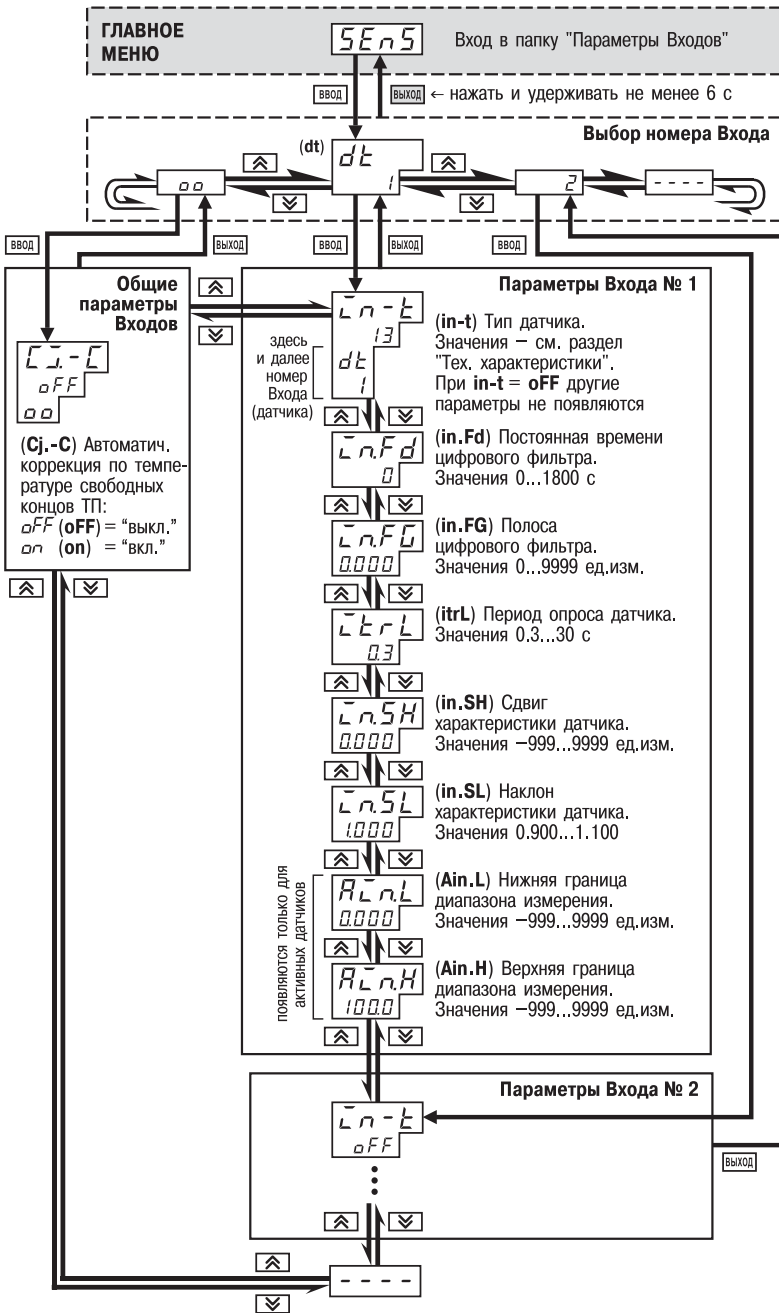 ГЛАВНОЕ
МЕНЮ
SEnS
Вход в папку "Параметры Входов"
ВВОД
ВЫХОД ← нажать и удерживать не менее 6 с
Выбор номера Входа
(dt)
dt
1
oo
2
----
ВВОД
ВЫХОД
ВВОД
ВЫХОД
ВВОД
Общие
параметры
Входов
Cj.-C
oFF
oo
(Cj.-C) Автоматич.
коррекция по темпе-
ратуре свободных
концов ТП:
oFF (oFF) = “выкл.”
on (on) = “вкл.”
Параметры Входа № 1
in-t
13
dt
1
здесь
и далее
номер
Входа
(датчика)
(in-t) Тип датчика.
Значения – см. раздел
"Тех. характеристики".
При in-t = oFF другие
параметры не появляются
in.Fd
0
(in.Fd) Постоянная времени
цифрового фильтра.
Значения 0...1800 с
in.FG
0.000
(in.FG) Полоса
цифрового фильтра.
Значения 0...9999 ед.изм.
itrL
0.3
(itrL) Период опроса датчика.
Значения 0.3...30 с
in.SH
0.000
(in.SH) Сдвиг
характеристики датчика.
Значения –999...9999 ед.изм.
in.SL
1.000
(in.SL) Наклон
характеристики датчика.
Значения 0.900...1.100
появляются только для
активных датчиков
Ain.L
0.000
(Ain.L) Нижняя граница
диапазона измерения.
Значения –999...9999 ед.изм.
Ain.H
100.0
(Ain.H) Верхняя граница
диапазона измерения.
Значения –999...9999 ед.изм.
Параметры Входа № 2
in-t
oFF
ВЫХОД
----